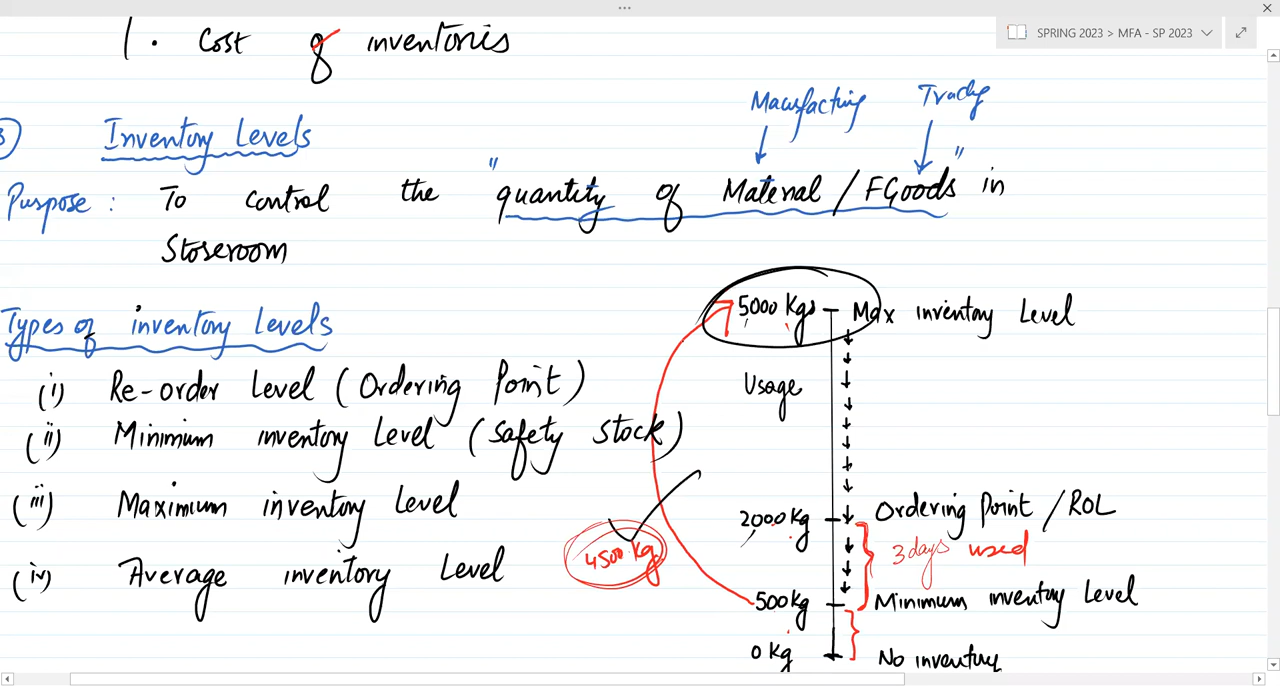 SPRING 2023 > MFA - SP 2023
1. Cost of inventories
Manufacting Trading
Inventory Levels
Purpose: To control the "quantity of Material / FGoods" in
Storeroom
5000 Kgs Max inventory Level
Types of inventory Levels
Usage
(i) Re-order Level (Ordering Point)
(ii) Minimum inventory Level (Safety stock)
(iii) Maximum inventory Level
2,000 Kg Ordering Point / ROL
3 days used
4500 Kg
(iv) Average inventory Level
500 Kg Minimum inventory Level
0 Kg No inventory